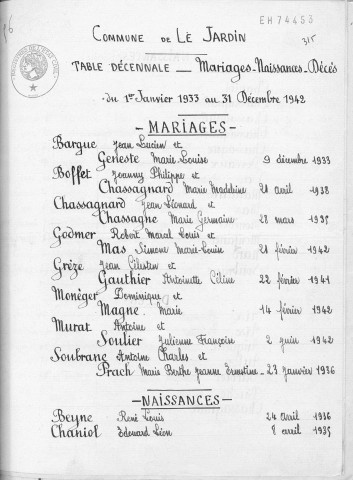 EH74453
16
315
COMMUNE DE LE JARDIN
TABLE DÉCENNALE _ Mariages-Naissances-Décés
du 1er Janvier 1933 au 31 Décembre 1942
- MARIAGES -
Bargue Jean Lucien et
Geneste Marie Louise 9 décembre 1933
Boffet Joanny Philippe et
Chassagnard Marie Madeleine 21 avril 1938
Chassagnard Jean Léonard et
Chassagne Marie Germaine 28 mars 1935
Godmer Robert Marcel Louis et
Mas Simone Marie-Louise 21 février 1942
Grèze Jean Célestin et
Gauthier Antoinette Céline 22 février 1941
Monéger Dominique et
Magne Marie 14 février 1942
Murat Antoine et
Soulier Julienne Françoise 2 juin 1942
Soubranc Antoine Charles et
Prach Marie Berthe Jeanne Ernestine - 23 janvier 1936
- NAISSANCES -
Beyne René Louis 24 avril 1936
Chaniol Edouard Léon 8 avril 1935